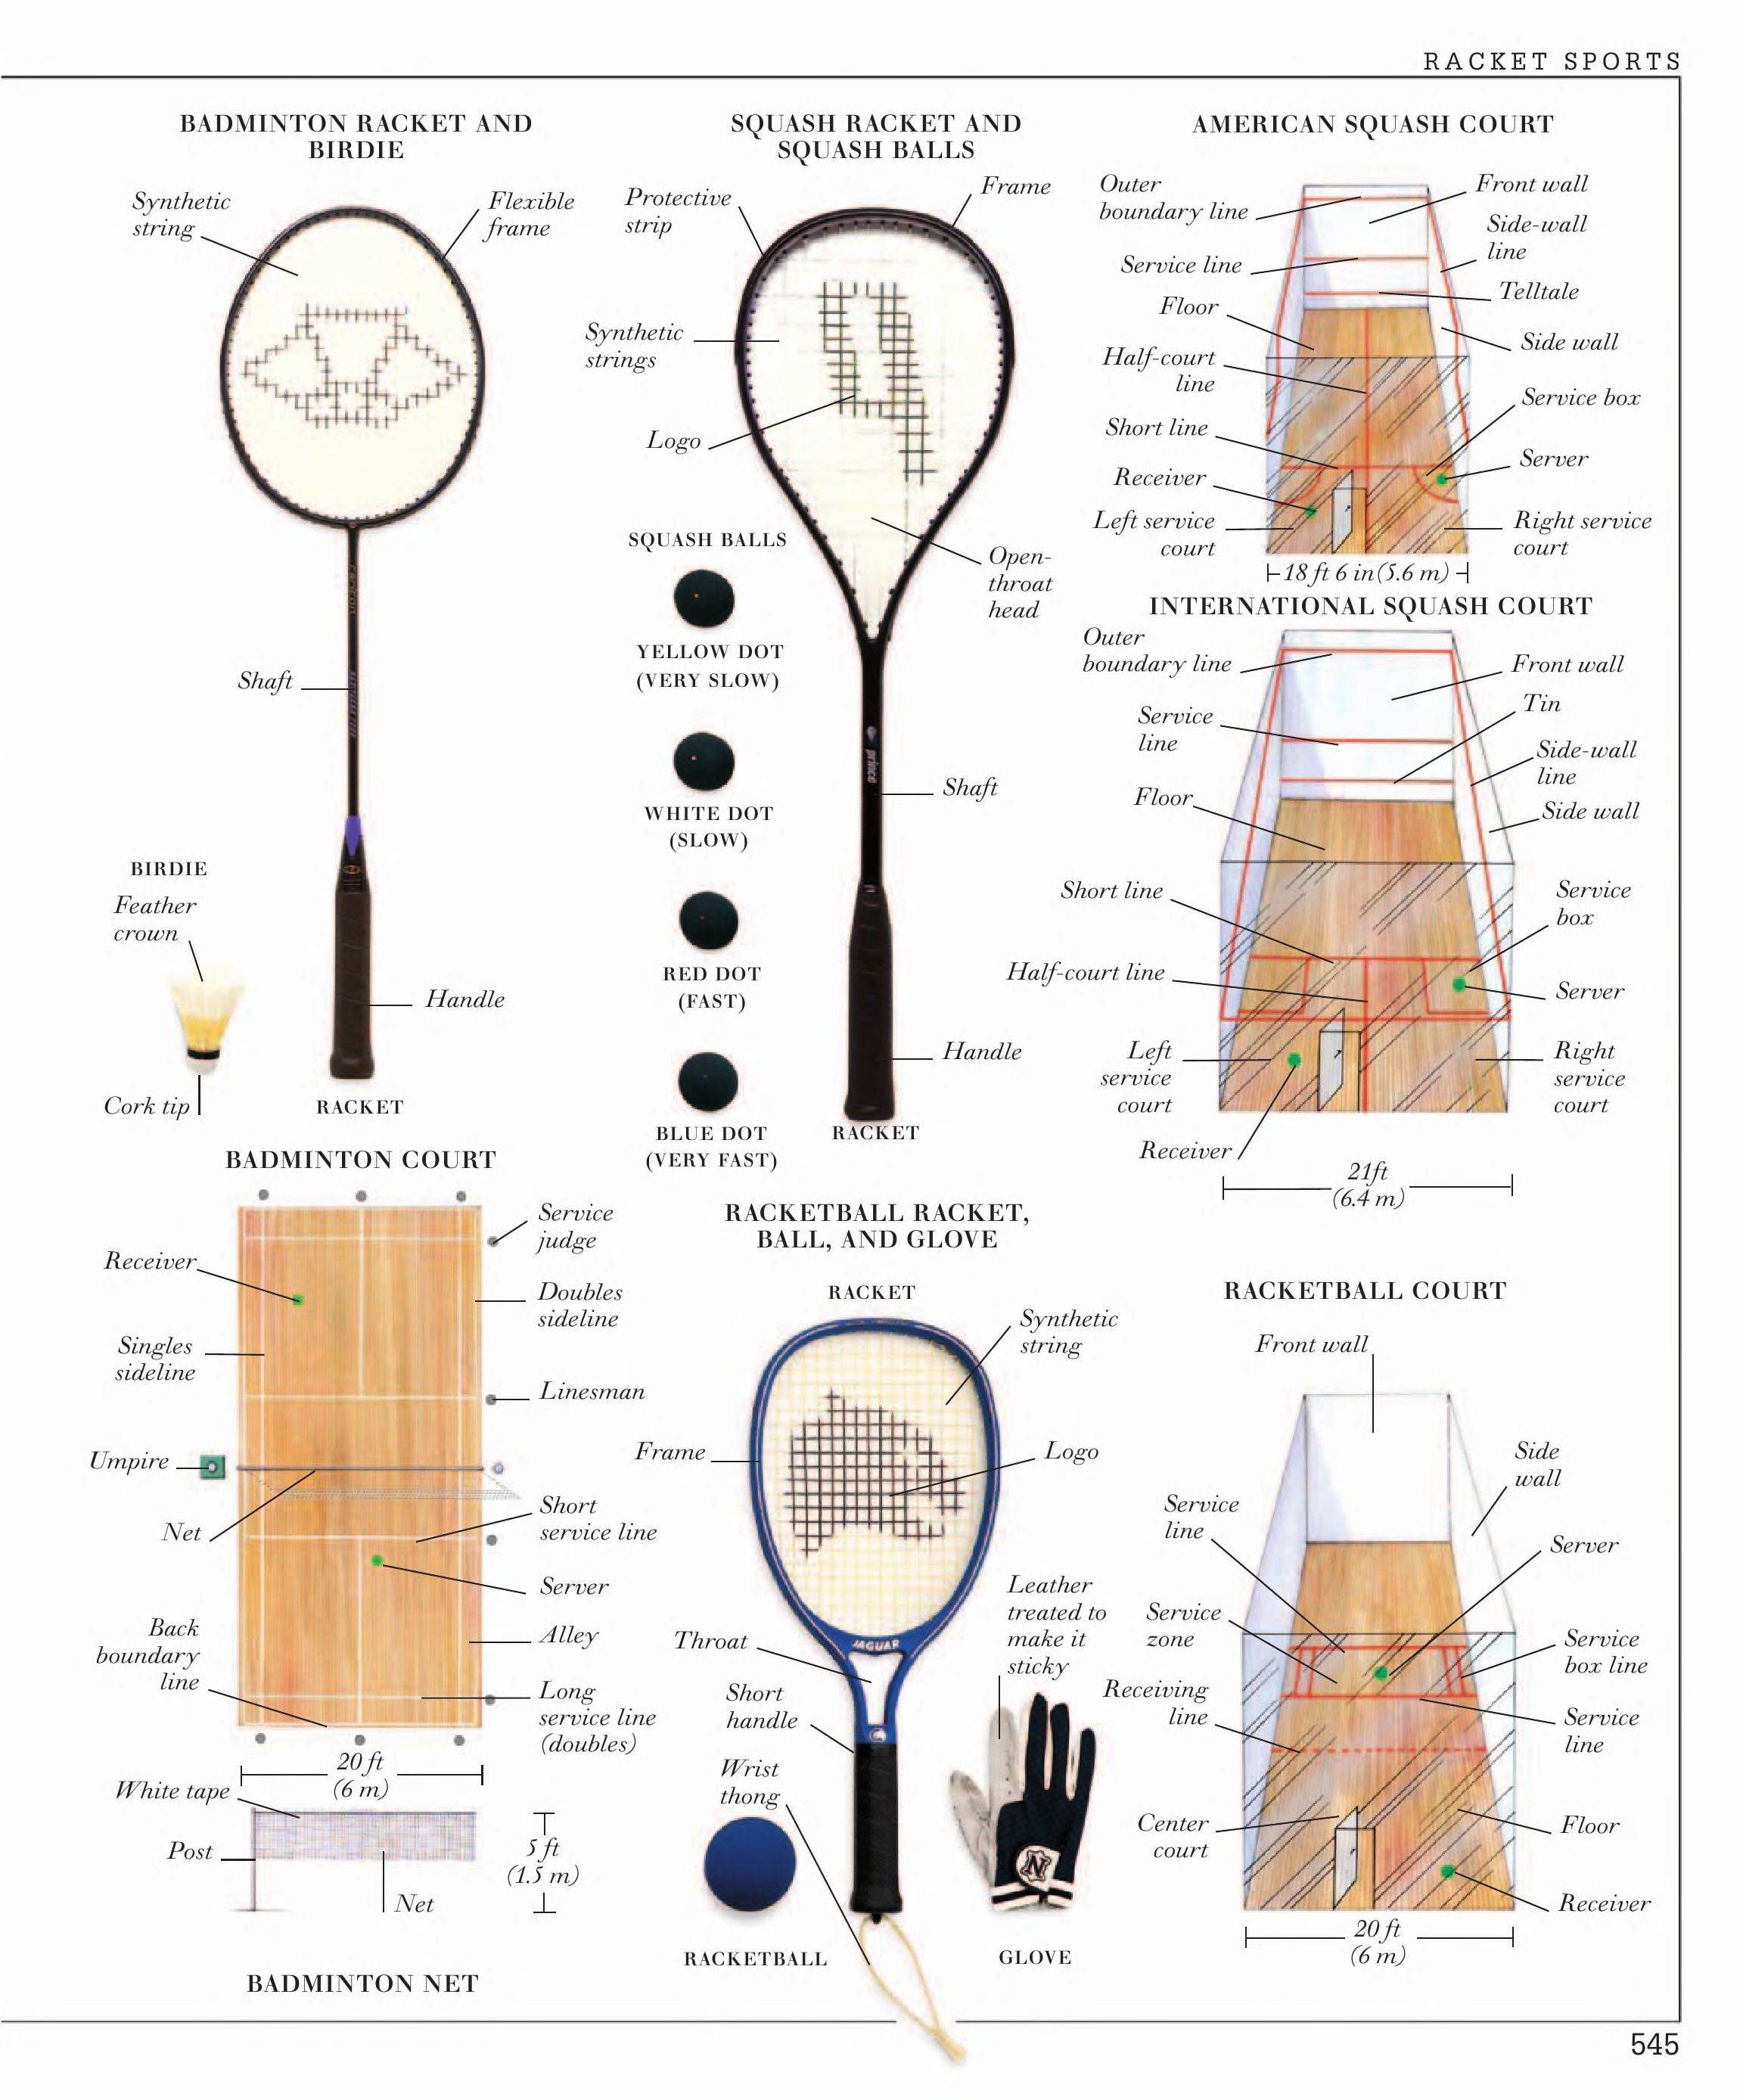 RACKET SPORTS
BADMINTON RACKET AND
BIRDIE
Synthetic
string
Flexible
frame
Shaft
BIRDIE
Feather
crown
Cork tip
Handle
RACKET
SQUASH RACKET AND
SQUASH BALLS
Protective
strip
Frame
Synthetic
strings
Logo
Open-
throat
head
SQUASH BALLS
YELLOW DOT
(VERY SLOW)
WHITE DOT
(SLOW)
RED DOT
(FAST)
BLUE DOT
(VERY FAST)
prince
Shaft
Handle
RACKET
AMERICAN SQUASH COURT
Outer
boundary line
Front wall
Side-wall
line
Service line
Telltale
Floor
Side wall
Half-court
line
Service box
Short line
Server
Receiver
Left service
court
Right service
court
18 ft 6 in(5.6 m)
INTERNATIONAL SQUASH COURT
Outer
boundary line
Front wall
Tin
Service
line
Side-wall
line
Floor
Side wall
Short line
Service
box
Half-court line
Server
Left
service
court
Right
service
court
Receiver
21ft
(6.4 m)
BADMINTON COURT
Service
judge
Receiver
Doubles
sideline
Singles
sideline
Linesman
Umpire
Net
Short
service line
Server
Back
boundary
line
Alley
Long
service line
(doubles)
20 ft
(6 m)
White tape
Post
Net
5 ft
(1.5 m)
BADMINTON NET
RACKETBALL RACKET,
BALL, AND GLOVE
RACKET
Synthetic
string
Frame
Logo
Throat
JAGUAR
Short
handle
Wrist
thong
Leather
treated to
make it
sticky
N
RACKETBALL
GLOVE
RACKETBALL COURT
Front wall
Side
wall
Service
line
Server
Service
zone
Service
box line
Receiving
line
Service
line
Center
court
Floor
Receiver
20 ft
(6 m)
545